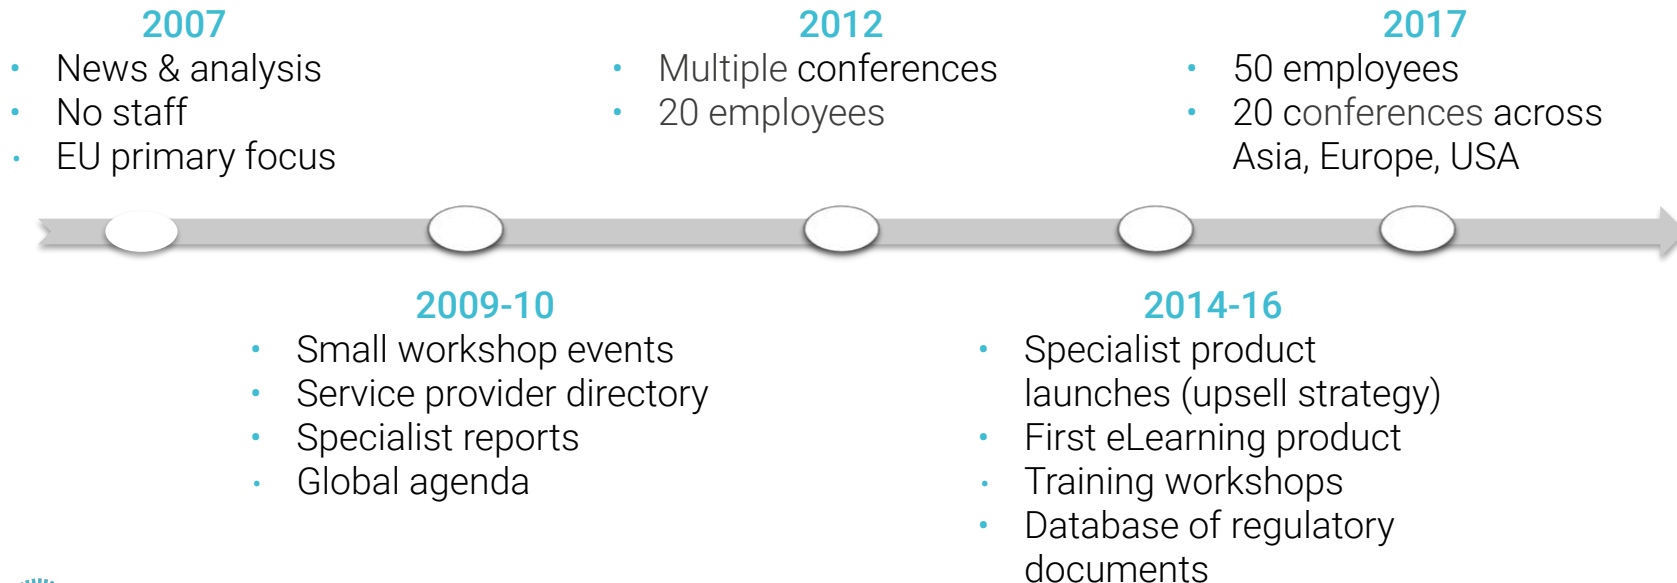 2007
• News & analysis
• No staff
• EU primary focus
2012
• Multiple conferences
• 20 employees
2017
• 50 employees
• 20 conferences across
Asia, Europe, USA
2009-10
• Small workshop events
• Service provider directory
• Specialist reports
• Global agenda
2014-16
• Specialist product
launches (upsell strategy)
• First eLearning product
• Training workshops
• Database of regulatory
documents